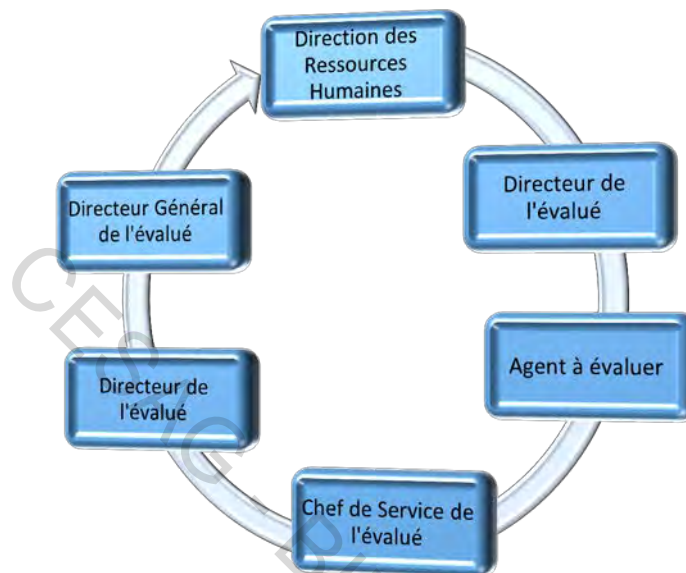 Direction des
Ressources
Humaines
Directeur de
l'évalué
Agent à évaluer
Chef de Service de
l'évalué
Directeur de
l'évalué
Directeur Général
de l'évalué
CESAG